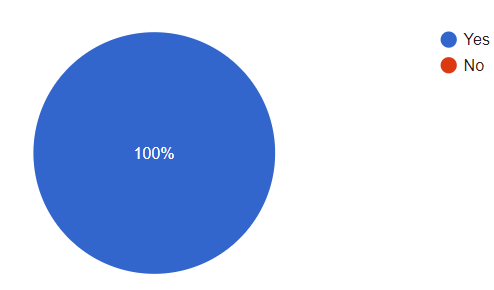 Yes
No
100%